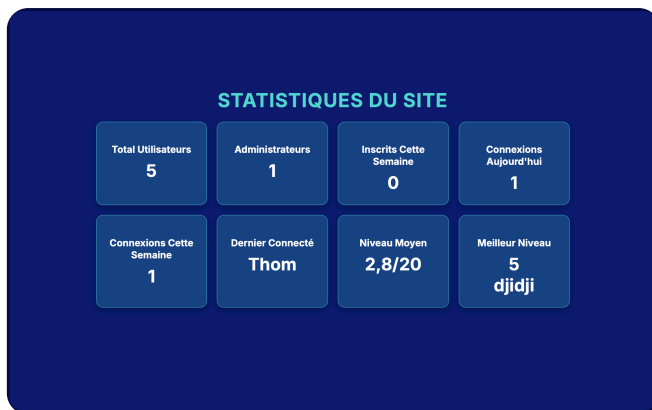 STATISTIQUES DU SITE
Total Utilisateurs
5
Administrateurs
1
Inscrits Cette
Semaine
0
Connexions
Aujourd'hui
1
Connexions Cette
Semaine
1
Dernier Connecté
Thom
Niveau Moyen
2,8/20
Meilleur Niveau
5
djidji